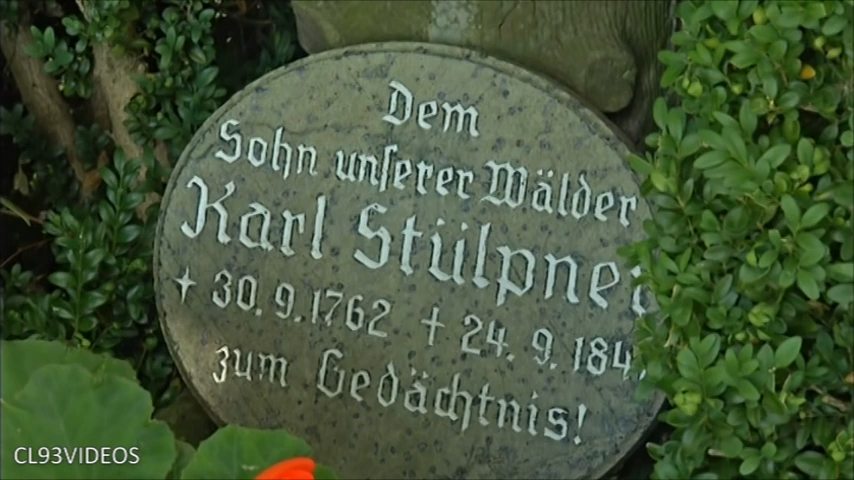 Dem
Sohn unſerer Wälder
Karl Stülpner
✝ 30.9.1762 ✝ 24.9.184
zum Gedächtnis!
CL93VIDEOS